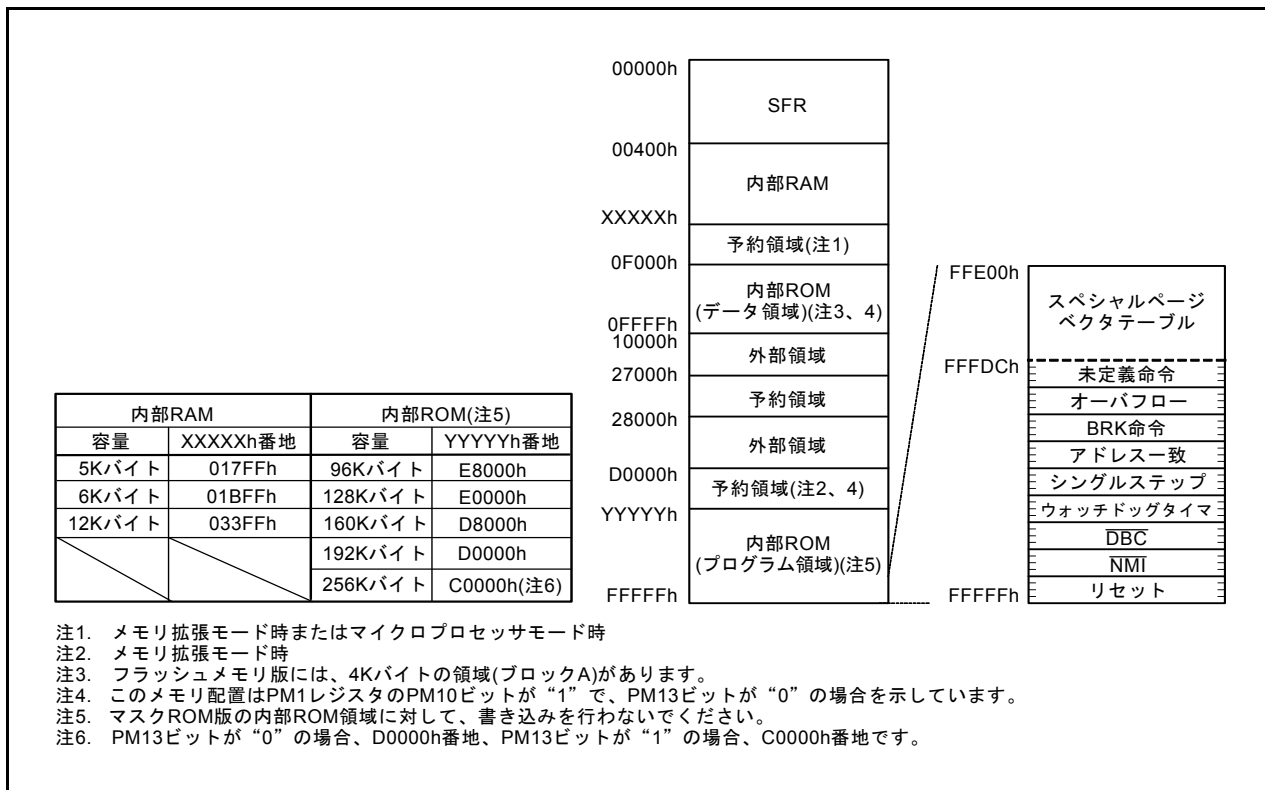 00000h
SFR
00400h
内部RAM
XXXXXh
予約領域(注1)
0F000h
内部ROM
(データ領域)(注3、4)
0FFFFh
10000h
外部領域
27000h
予約領域
28000h
外部領域
D0000h
予約領域(注2、4)
YYYYYh
内部ROM
(プログラム領域)(注5)
FFFFFh
FFE00h
スペシャルページ
ベクタテーブル
FFFDCh
未定義命令
オーバフロー
BRK命令
アドレス一致
シングルステップ
ウォッチドッグタイマ
DBC
NMI
リセット
FFFFFh
内部RAM 内部ROM(注5)
容量 XXXXXh番地 容量 YYYYYh番地
5Kバイト 017FFh 96Kバイト E8000h
6Kバイト 01BFFh 128Kバイト E0000h
12Kバイト 033FFh 160Kバイト D8000h
192Kバイト D0000h
256Kバイト C0000h(注6)
注1. メモリ拡張モード時またはマイクロプロセッサモード時
注2. メモリ拡張モード時
注3. フラッシュメモリ版には、4Kバイトの領域(ブロックA)があります。
注4. このメモリ配置はPM1レジスタのPM10ビットが“1”で、PM13ビットが“0”の場合を示しています。
注5. マスクROM版の内部ROM領域に対して、書き込みを行わないでください。
注6. PM13ビットが“0”の場合、D0000h番地、PM13ビットが“1”の場合、C0000h番地です。